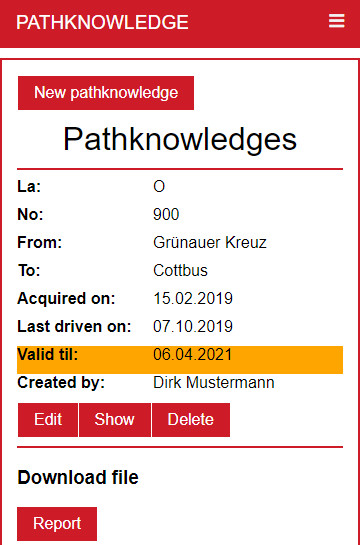 PATHKNOWLEDGE
New pathknowledge
Pathknowledges
La: O
No: 900
From: Grünauer Kreuz
To: Cottbus
Acquired on: 15.02.2019
Last driven on: 07.10.2019
Valid til: 06.04.2021
Created by: Dirk Mustermann
Edit Show Delete
Download file
Report